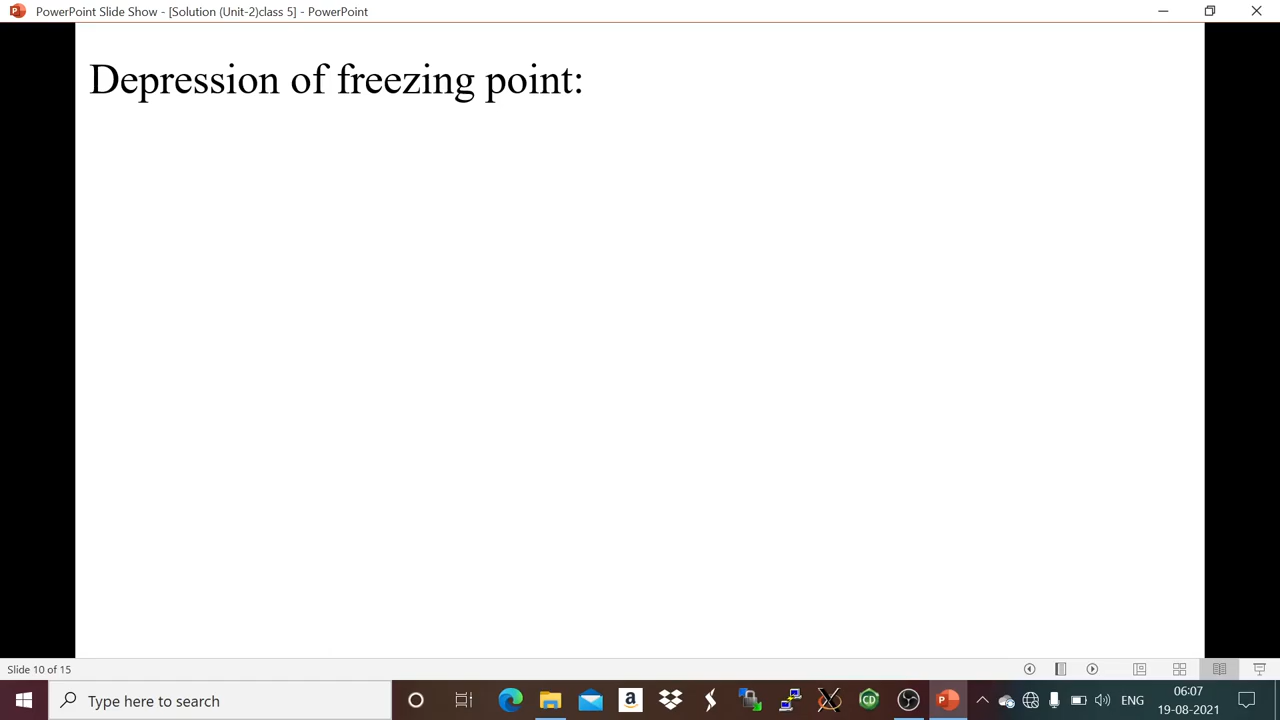 PowerPoint Slide Show - [Solution (Unit-2)class 5] - PowerPoint
Depression of freezing point:
Slide 10 of 15
Type here to search
a
CD
ENG
06:07
19-08-2021